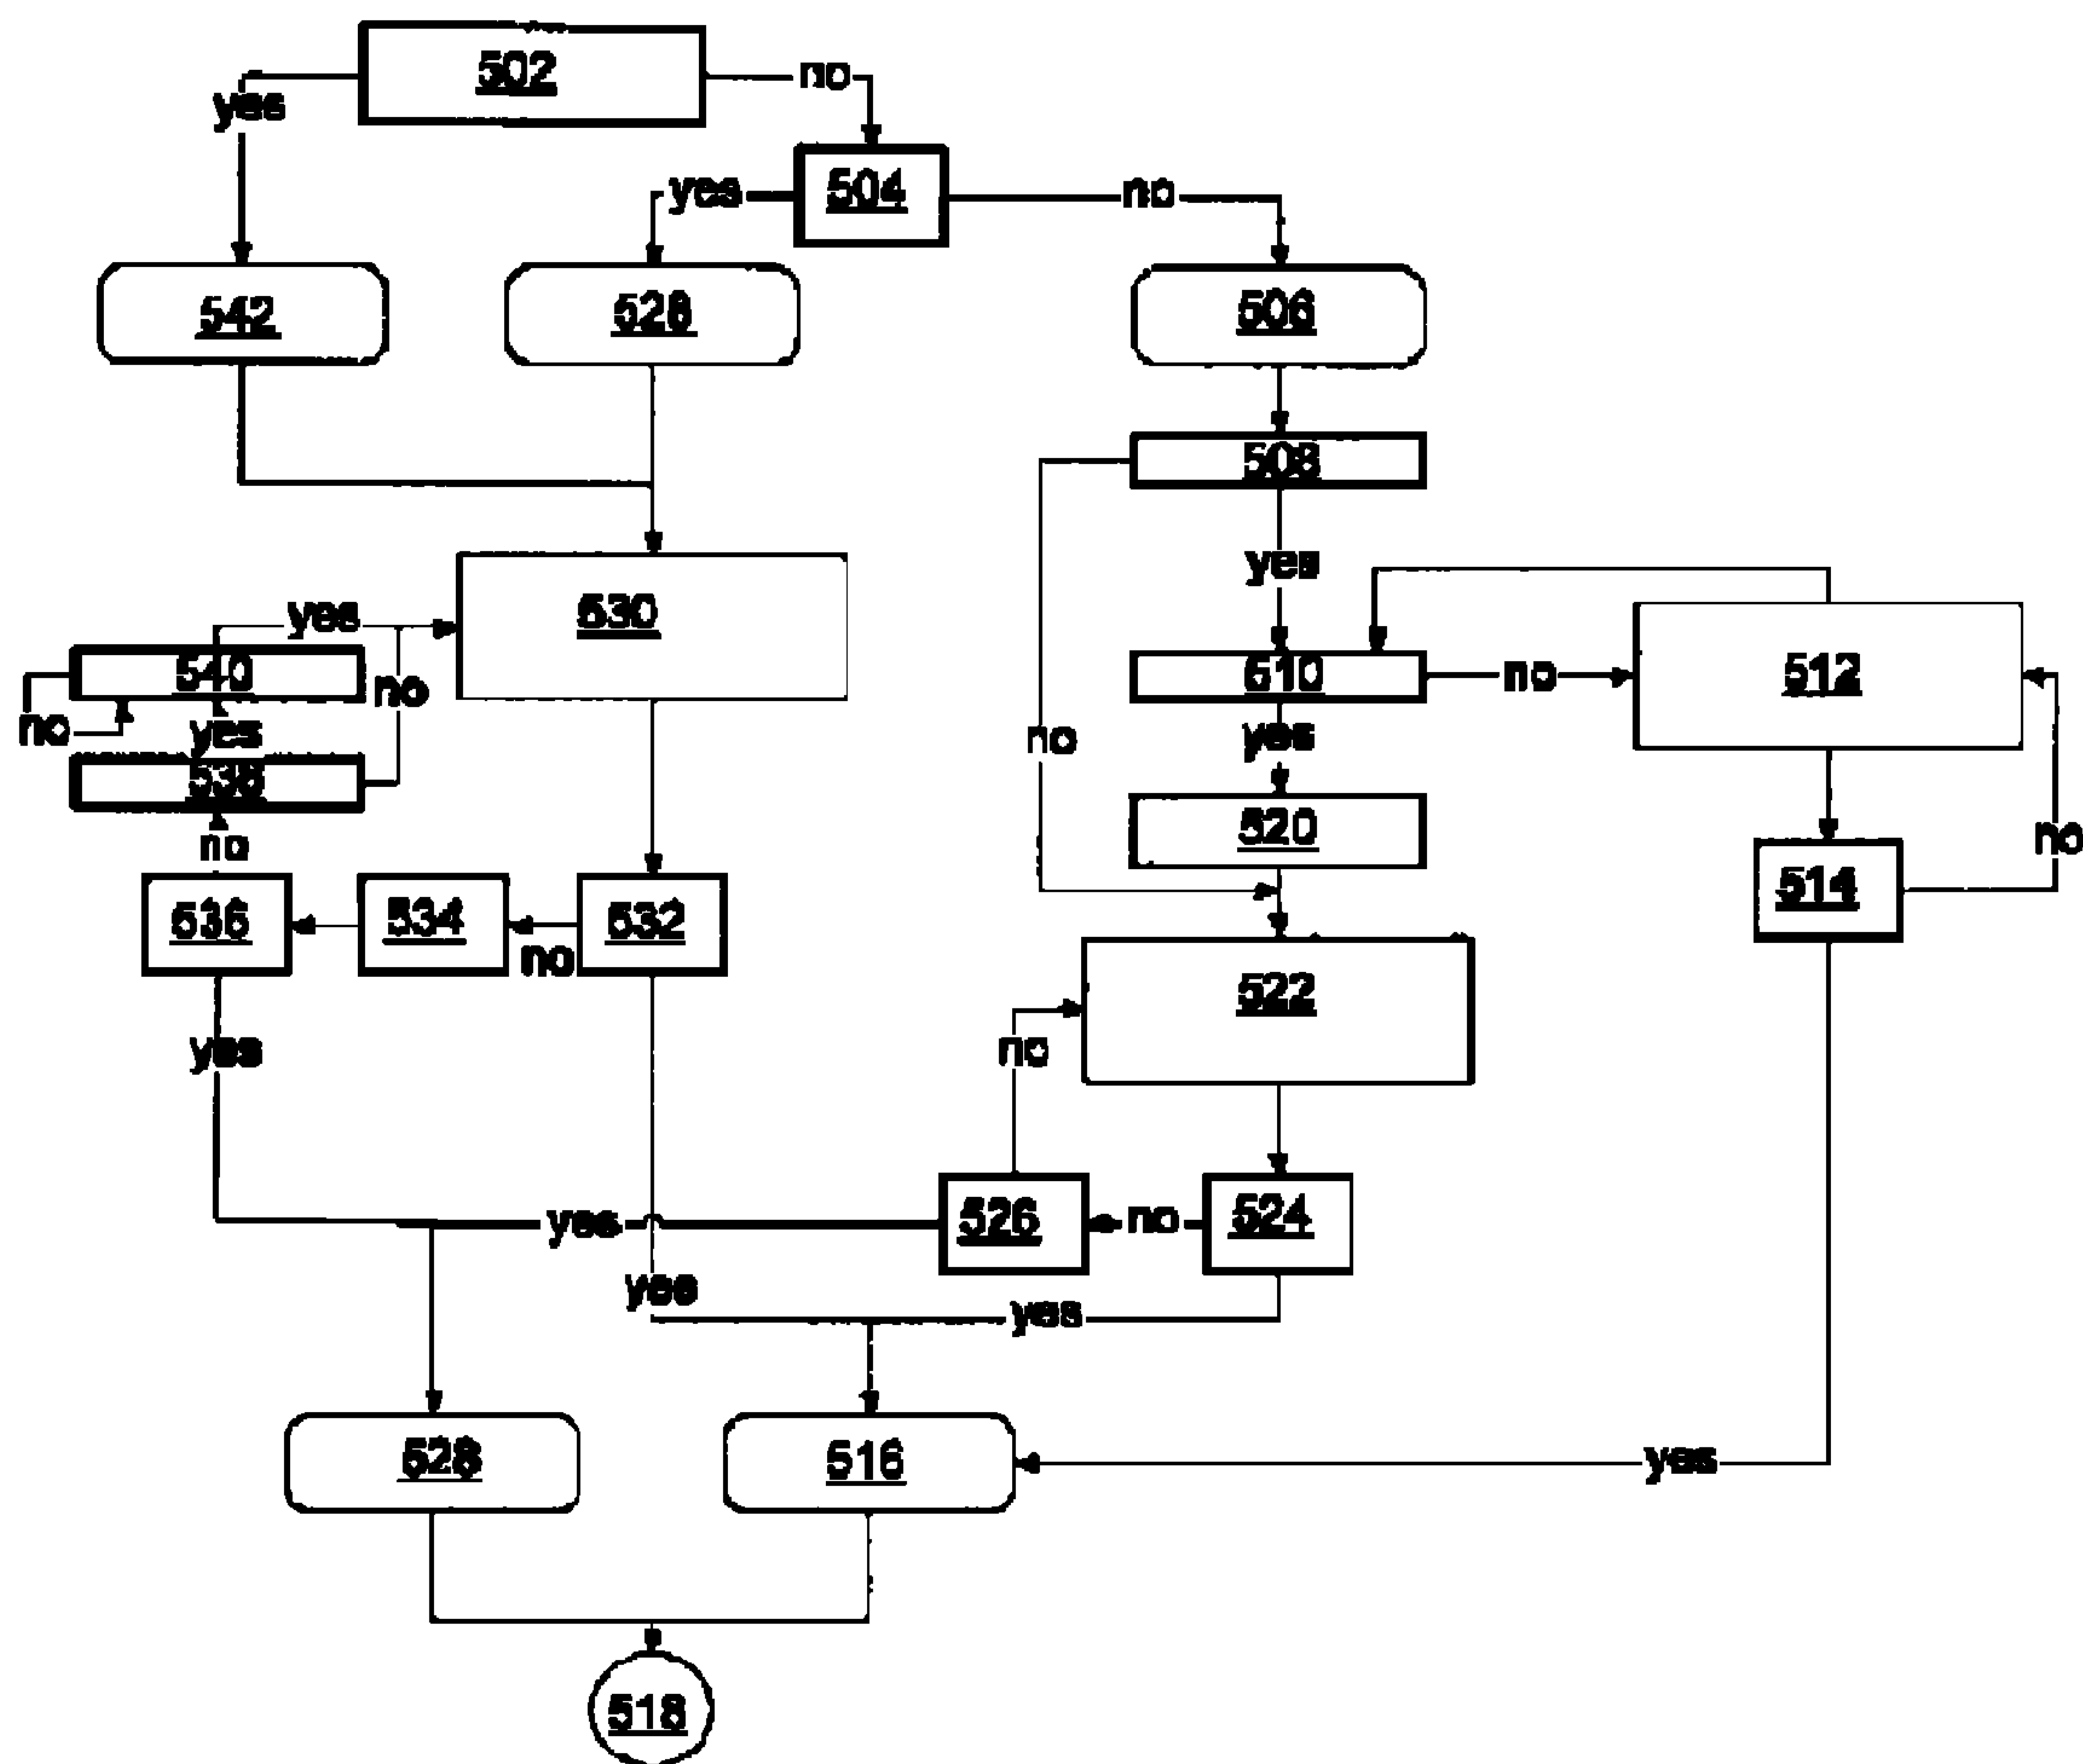 502
no
yes
504
yes
no
542
528
506
508
yes
530
yes
540
no
510
no
512
no
yes
no
yes
538
520
no
no
514
536
534
532
no
522
yes
no
526
no
524
yes
yes
yes
528
516
yes
518